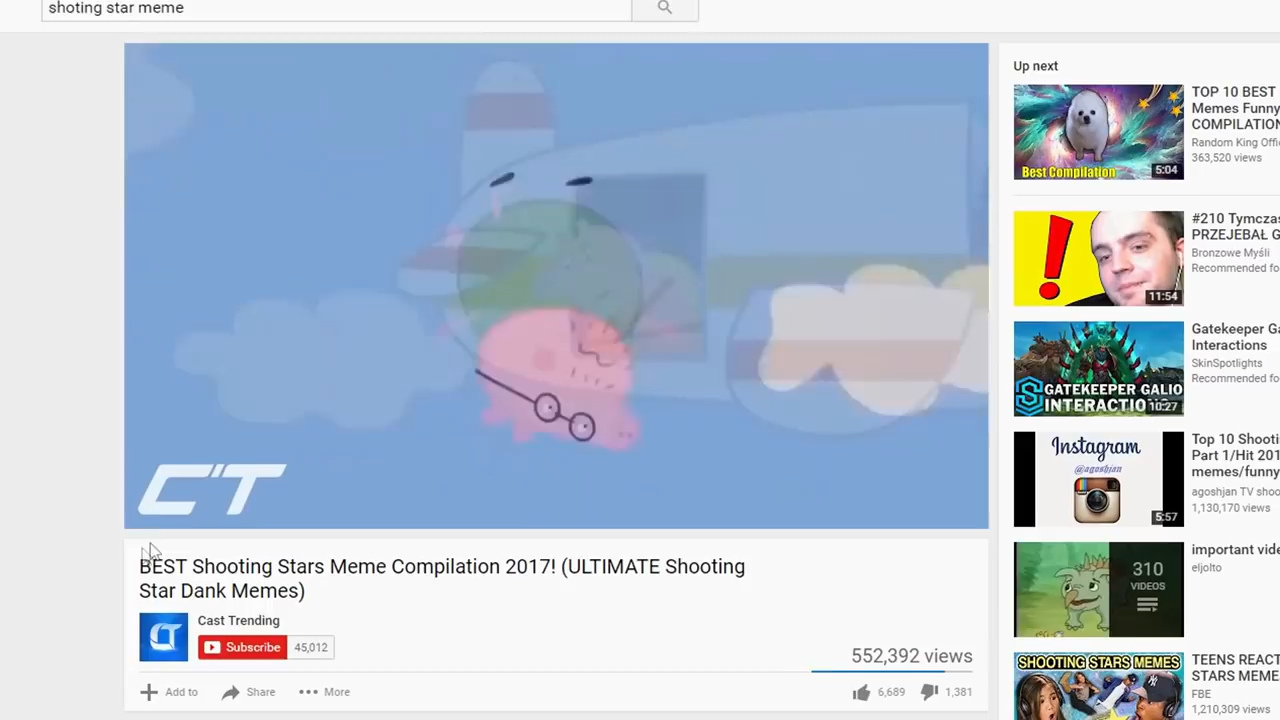 shoting star meme
C'T
BEST Shooting Stars Meme Compilation 2017! (ULTIMATE Shooting
Star Dank Memes)
CT
Cast Trending
Subscribe 45,012
552,392 views
Add to Share More 6,689 1,381
Up next
Best Compilation 5:04
TOP 10 BEST
Memes Funny
COMPILATION
Random King Offi
363,520 views
11:54
#210 Tymczas
PRZEJEBAŁ G
Bronzowe Myśli
Recommended fo
GATEKEEPER GALIO
INTERACTIO 10:27
Gatekeeper Ga
Interactions
SkinSpotlights
Recommended fo
Instagram
@agoshjan
5:57
Top 10 Shooti
Part 1/Hit 201
memes/funny
agoshjan TV shoo
1,130,170 views
310
VIDEOS
important vide
eljolto
SHOOTING STARS MEMES
TEENS REACT
STARS MEME
FBE
1,210,309 views